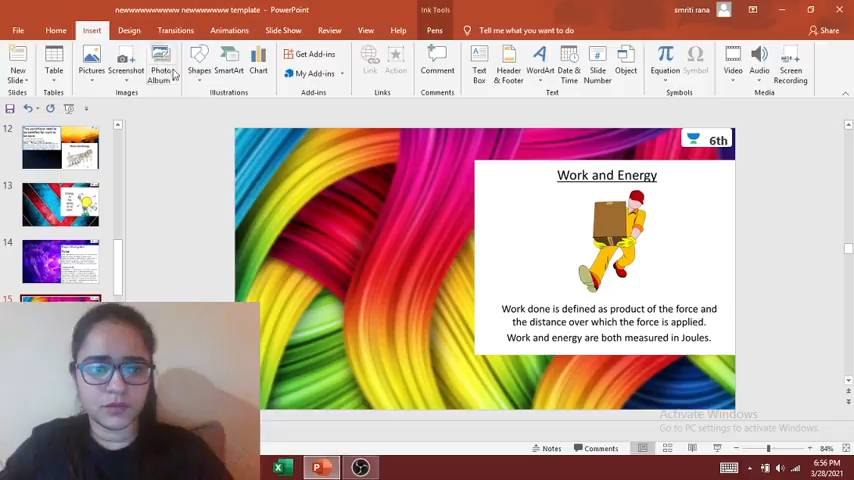 newwwwwwwww newwwwwww template - PowerPoint
Ink Tools
smriti rana
File Home Insert Design Transitions Animations Slide Show Review View Help Pens Tell me what you want to do Share
New Slide
Table
Pictures
Screenshot
Photo Album
Shapes
SmartArt
Chart
Get Add-ins
My Add-ins
Link
Action
Comment
Text Box
Header & Footer
WordArt
Date & Time
Slide Number
Object
Equation
Symbol
Video
Audio
Screen Recording
Slides Tables Images Illustrations Add-ins Links Comments Text Symbols Media
12
13
14
15
6th
Work and Energy
Work done is defined as product of the force and
the distance over which the force is applied.
Work and energy are both measured in Joules.
Activate Windows
Go to PC settings to activate Windows.
Notes Comments 84%
6:56 PM
3/28/2021